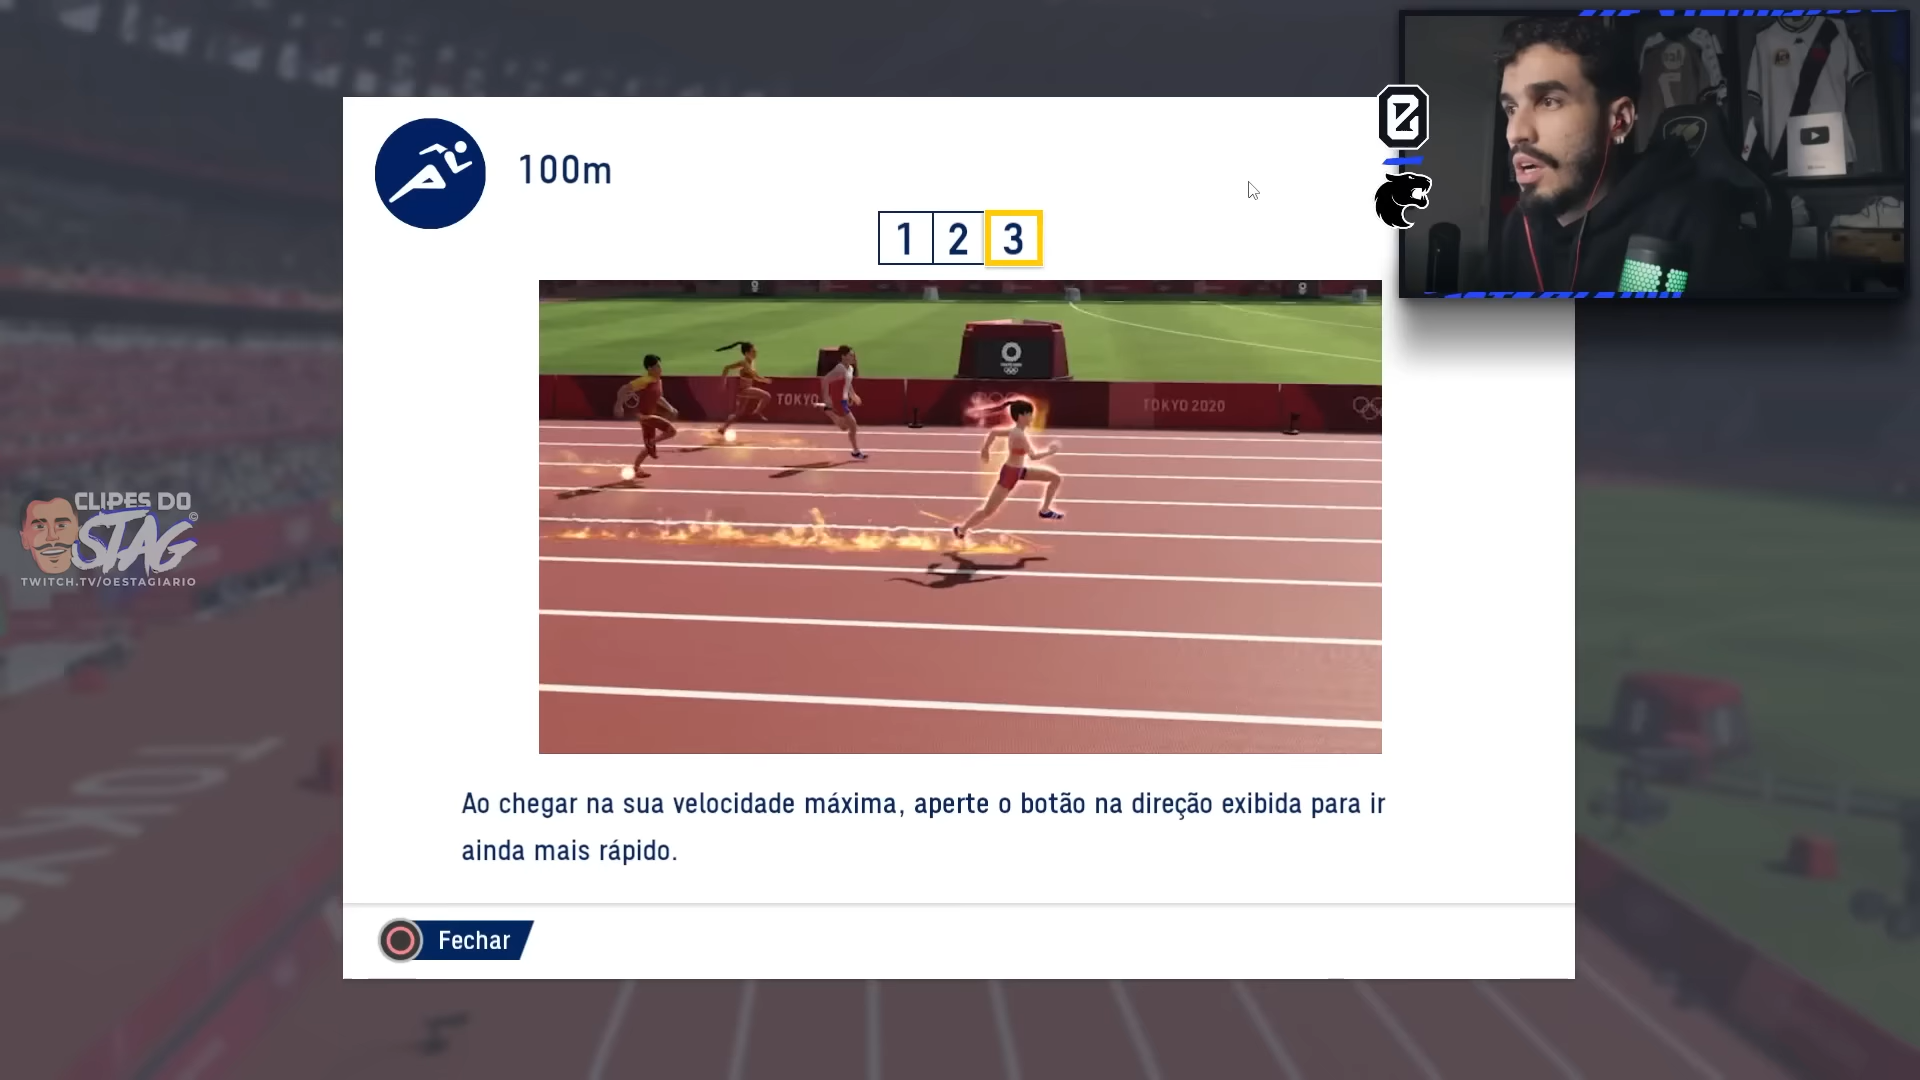 100m
1 2 3
TOKYO
TOKYO 2020
Ao chegar na sua velocidade máxima, aperte o botão na direção exibida para ir
ainda mais rápido.
Fechar
CLIPES DO
STAG
TWITCH.TV/OESTAGIARIO